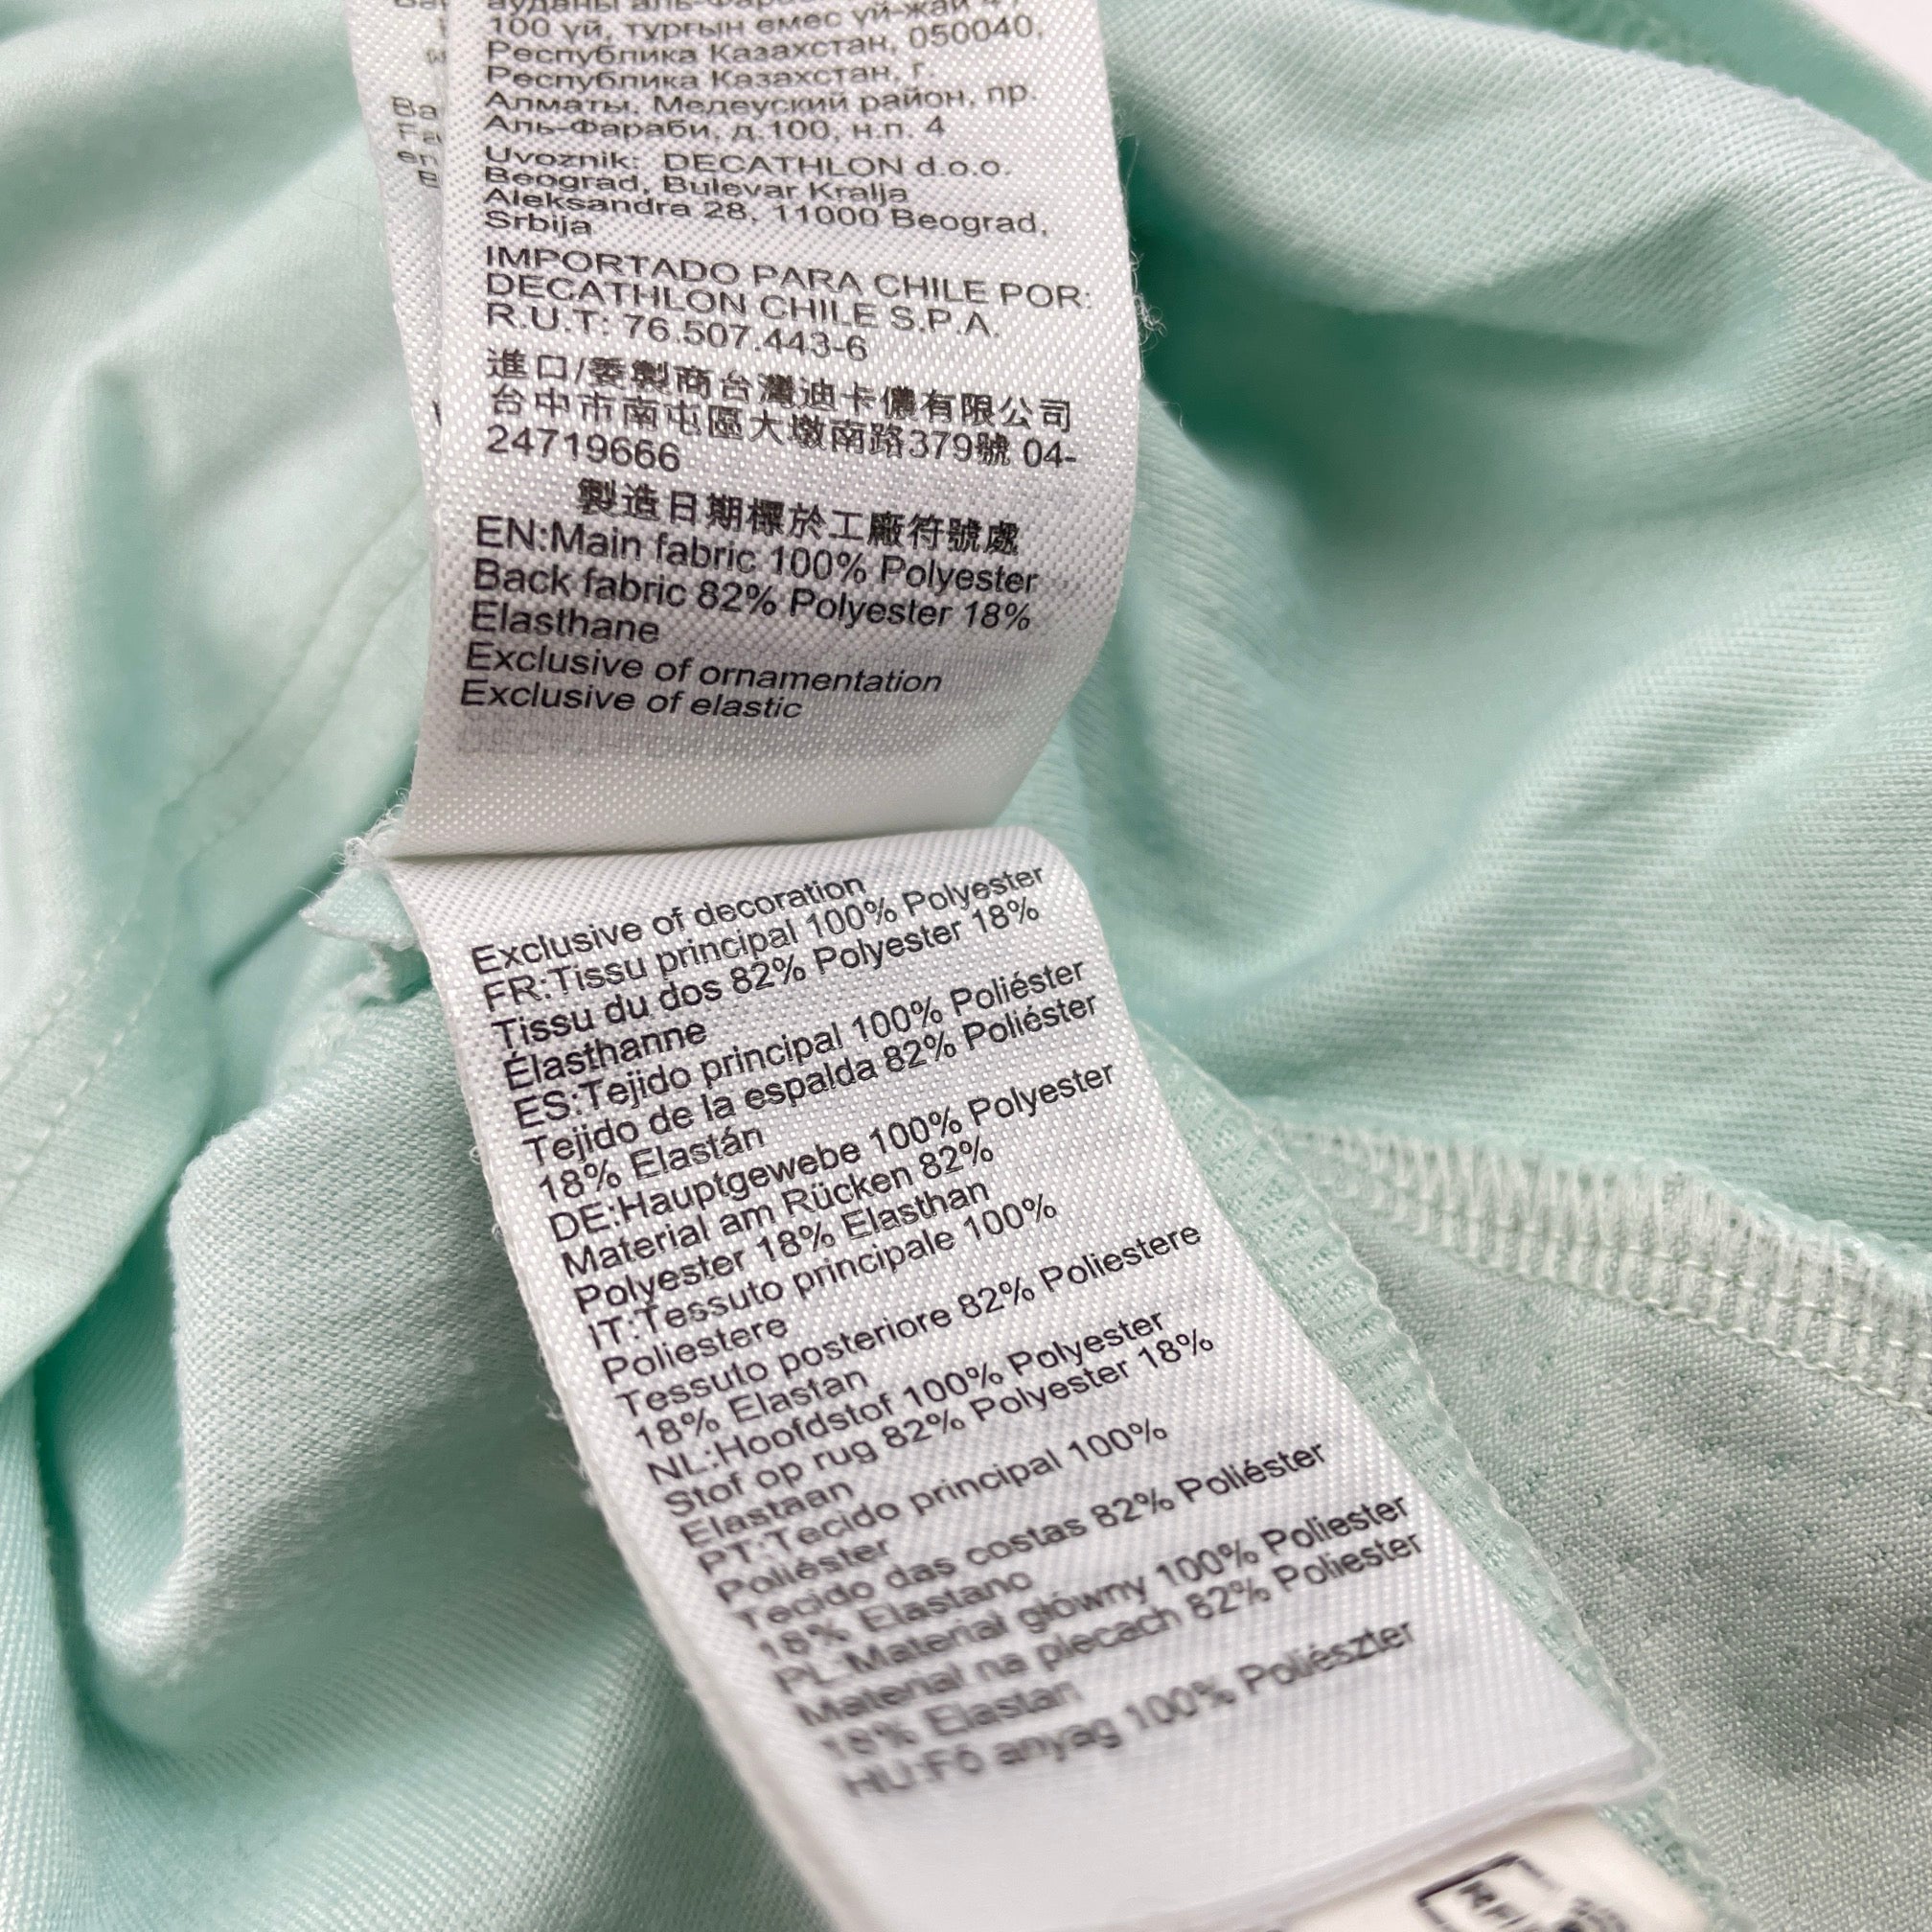 100 үй, тұрғын емес үй-жай 4,
Республика Казахстан, 050040,
Республика Казахстан, г.
Алматы, Медеуский район, пр.
Аль-Фараби, д.100, н.п. 4
Uvoznik: DECATHLON d.o.o.
Beograd, Bulevar Kralja
Aleksandra 28, 11000 Beograd,
Srbija
IMPORTADO PARA CHILE POR:
DECATHLON CHILE S.P.A.
R.U.T: 76.507.443-6
進口/委製商台灣迪卡儂有限公司
台中市南屯區大墩南路379號 04-
24719666
製造日期標於工廠符號處
EN:Main fabric 100% Polyester
Back fabric 82% Polyester 18%
Elasthane
Exclusive of ornamentation
Exclusive of elastic
Exclusive of decoration
FR:Tissu principal 100% Polyester
Tissu du dos 82% Polyester 18%
Élasthanne
ES:Tejido principal 100% Poliéster
Tejido de la espalda 82% Poliéster
18% Elastán
DE:Hauptgewebe 100% Polyester
Material am Rücken 82%
Polyester 18% Elasthan
IT:Tessuto principale 100%
Poliestere
Tessuto posteriore 82% Poliestere
18% Elastan
NL:Hoofdstof 100% Polyester
Stof op rug 82% Polyester 18%
Elastaan
PT:Tecido principal 100%
Poliéster
Tecido das costas 82% Poliéster
18% Elastano
PL:Materiał główny 100% Poliester
Materiał na plecach 82% Poliester
18% Elastan
HU:Fő anyag 100% Poliészter